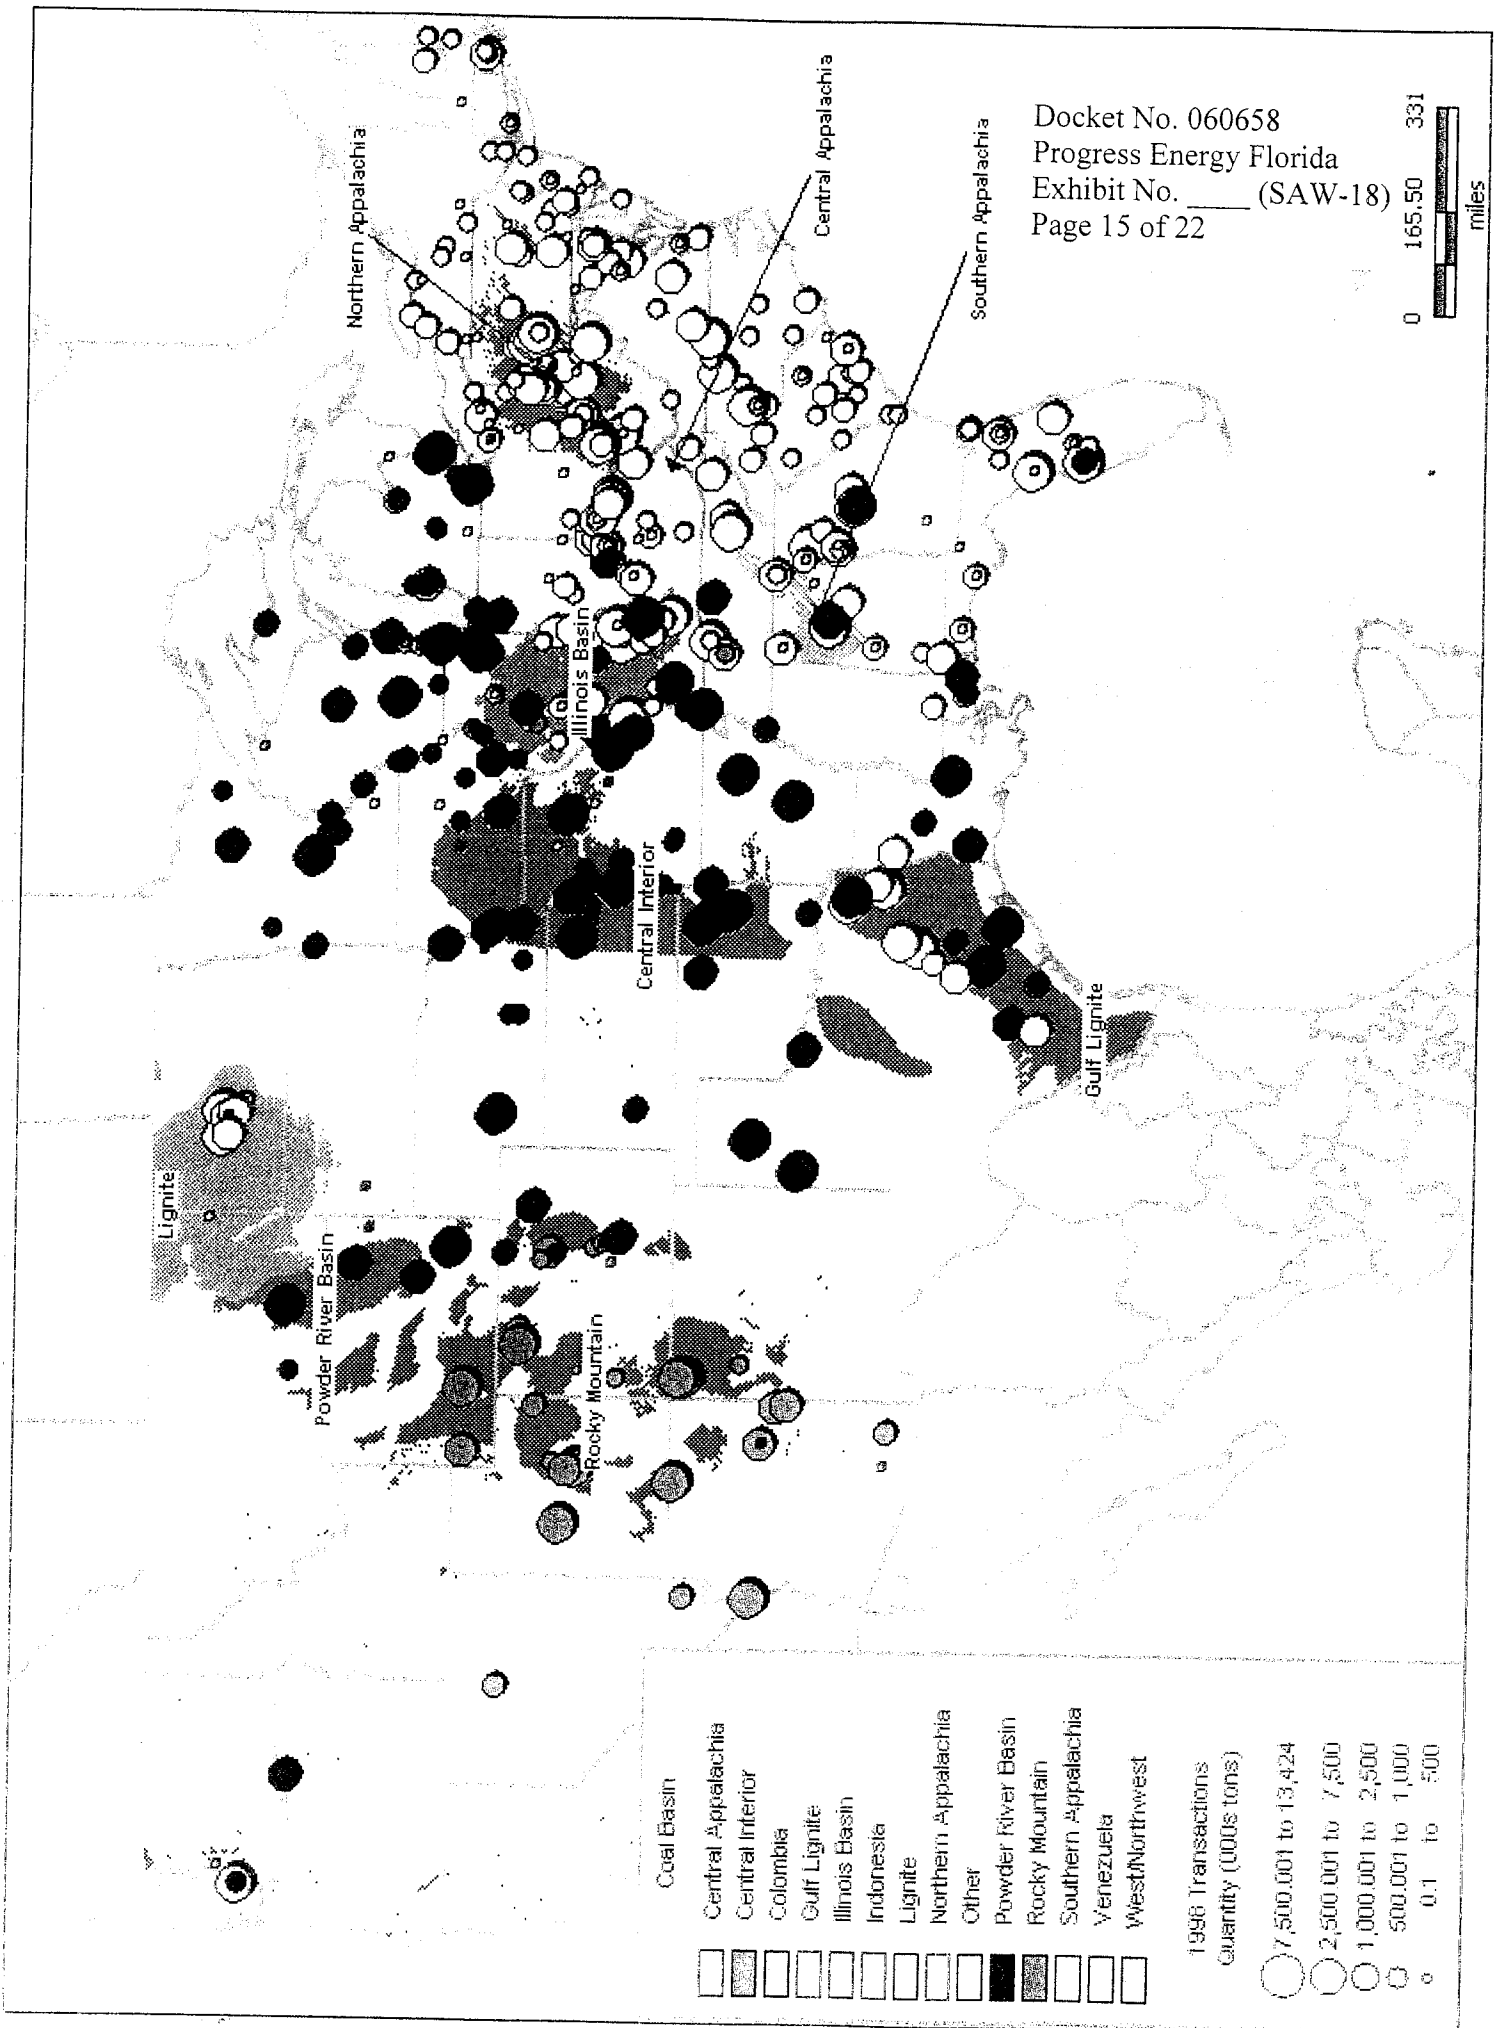 Docket No. 060658
Progress Energy Florida
Exhibit No. ____ (SAW-18)
Page 15 of 22
0 165.50 331
miles
Northern Appalachia
Central Appalachia
Southern Appalachia
Illinois Basin
Central Interior
Gulf Lignite
Lignite
Powder River Basin
Rocky Mountain
Coal Basin
Central Appalachia
Central Interior
Colombia
Gulf Lignite
Illinois Basin
Indonesia
Lignite
Northern Appalachia
Other
Powder River Basin
Rocky Mountain
Southern Appalachia
Venezuela
West/Northwest
1998 Transactions
Quantity (000s tons)
7,500.001 to 13,424
2,500.001 to 7,500
1,000.001 to 2,500
500.001 to 1,000
0.1 to 500